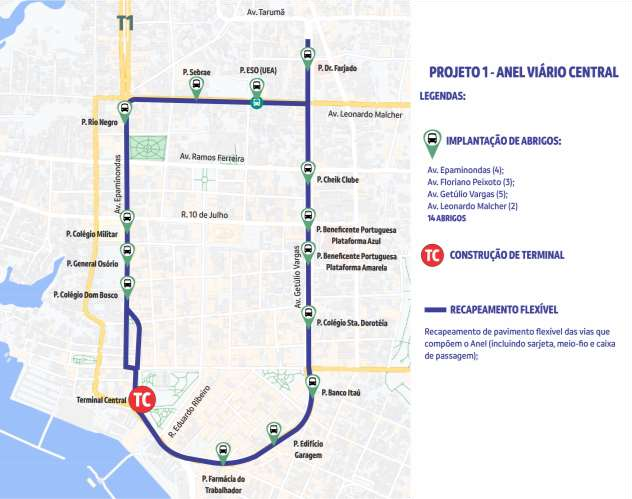 T1
Av. Tarumã
P. Sebrae
P. ESO (UEA)
P. Dr. Farjado
P. Rio Negro
Av. Leonardo Malcher
Av. Ramos Ferreira
Av. Epaminondas
P. Cheik Clube
R. 10 de Julho
P. Colégio Militar
P. Beneficente Portuguesa
Plataforma Azul
P. General Osório
P. Beneficente Portuguesa
Plataforma Amarela
Av. Getúlio Vargas
P. Colégio Dom Bosco
P. Colégio Sta. Dorotéia
Terminal Central
TC
R. Eduardo Ribeiro
P. Banco Itaú
P. Edifício
Garagem
P. Farmácia do
Trabalhador
PROJETO 1 - ANEL VIÁRIO CENTRAL
LEGENDAS:
IMPLANTAÇÃO DE ABRIGOS:
Av. Epaminondas (4);
Av. Floriano Peixoto (3);
Av. Getúlio Vargas (5);
Av. Leonardo Malcher (2)
14 ABRIGOS
TC
CONSTRUÇÃO DE TERMINAL
RECAPEAMENTO FLEXÍVEL
Recapeamento de pavimento flexível das vias que
compõem o Anel (incluindo sarjeta, meio-fio e caixa
de passagem);